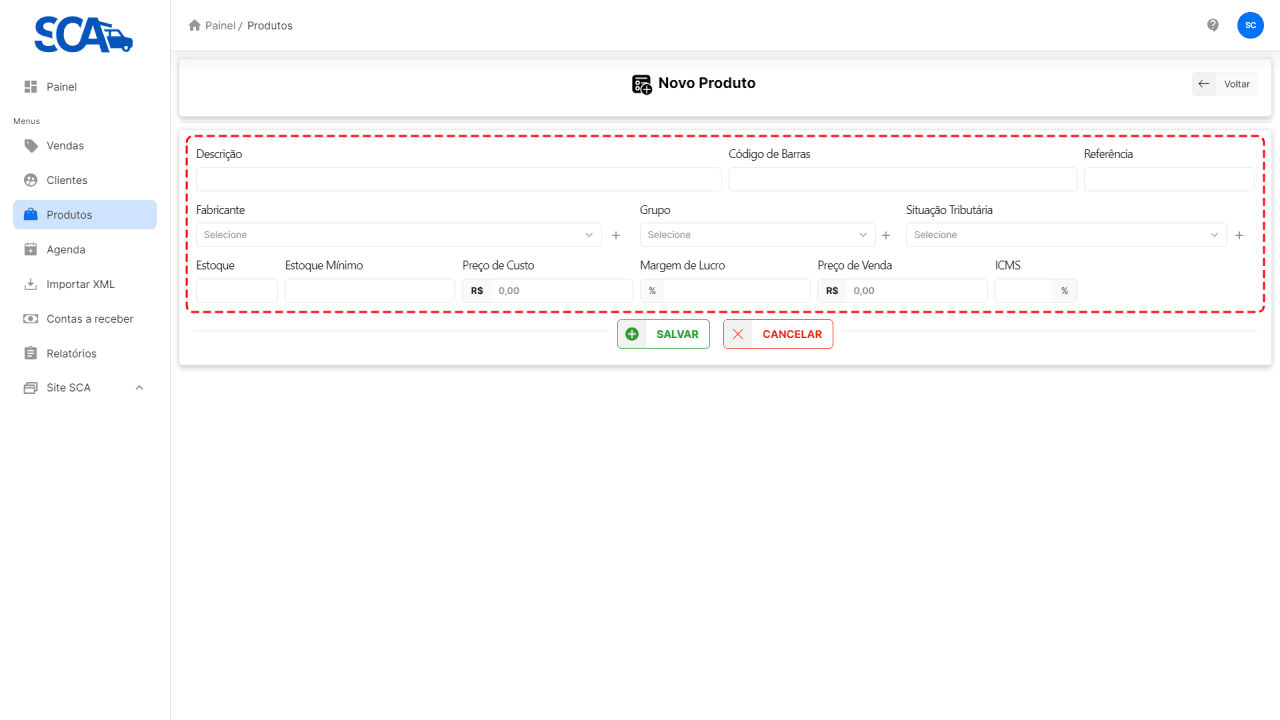 SCA
Painel / Produtos
SC
Painel
Menus
Vendas
Clientes
Produtos
Agenda
Importar XML
Contas a receber
Relatórios
Site SCA
Novo Produto
Voltar
Descrição Código de Barras Referência
Fabricante Grupo Situação Tributária
Selecione + Selecione + Selecione +
Estoque Estoque Mínimo Preço de Custo Margem de Lucro Preço de Venda ICMS
R$ 0,00 % R$ 0,00 %
SALVAR CANCELAR